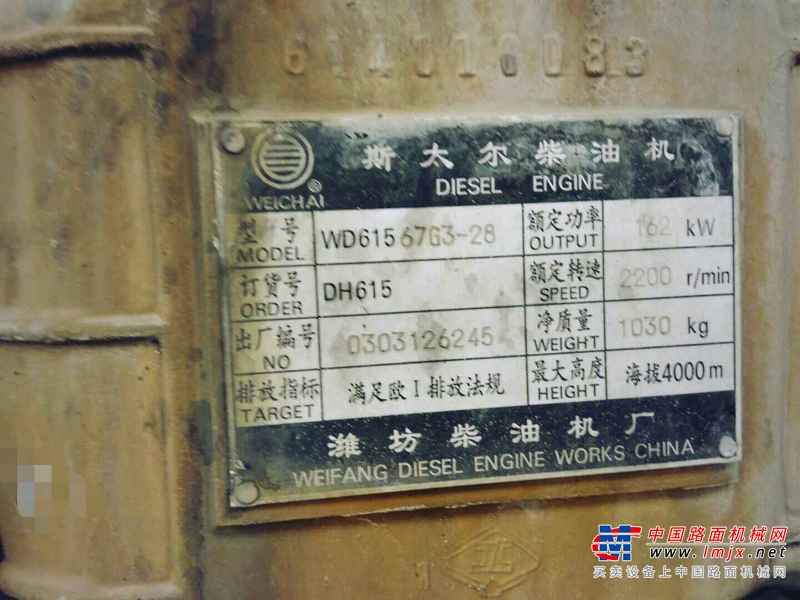 6140010083
WEICHAI ®
斯太尔柴油机
DIESEL ENGINE
型号 MODEL WD615 67G3-28 额定功率 OUTPUT 162 kW
订货号 ORDER DH615 额定转速 SPEED 2200 r/min
出厂编号 NO 0303126245 净质量 WEIGHT 1030 kg
排放指标 TARGET 满足欧Ⅰ排放法规 最大高度 HEIGHT 海拔4000m
潍坊柴油机厂
WEIFANG DIESEL ENGINE WORKS CHINA
中国路面机械网
www.lmjx.net
买卖设备上中国路面机械网